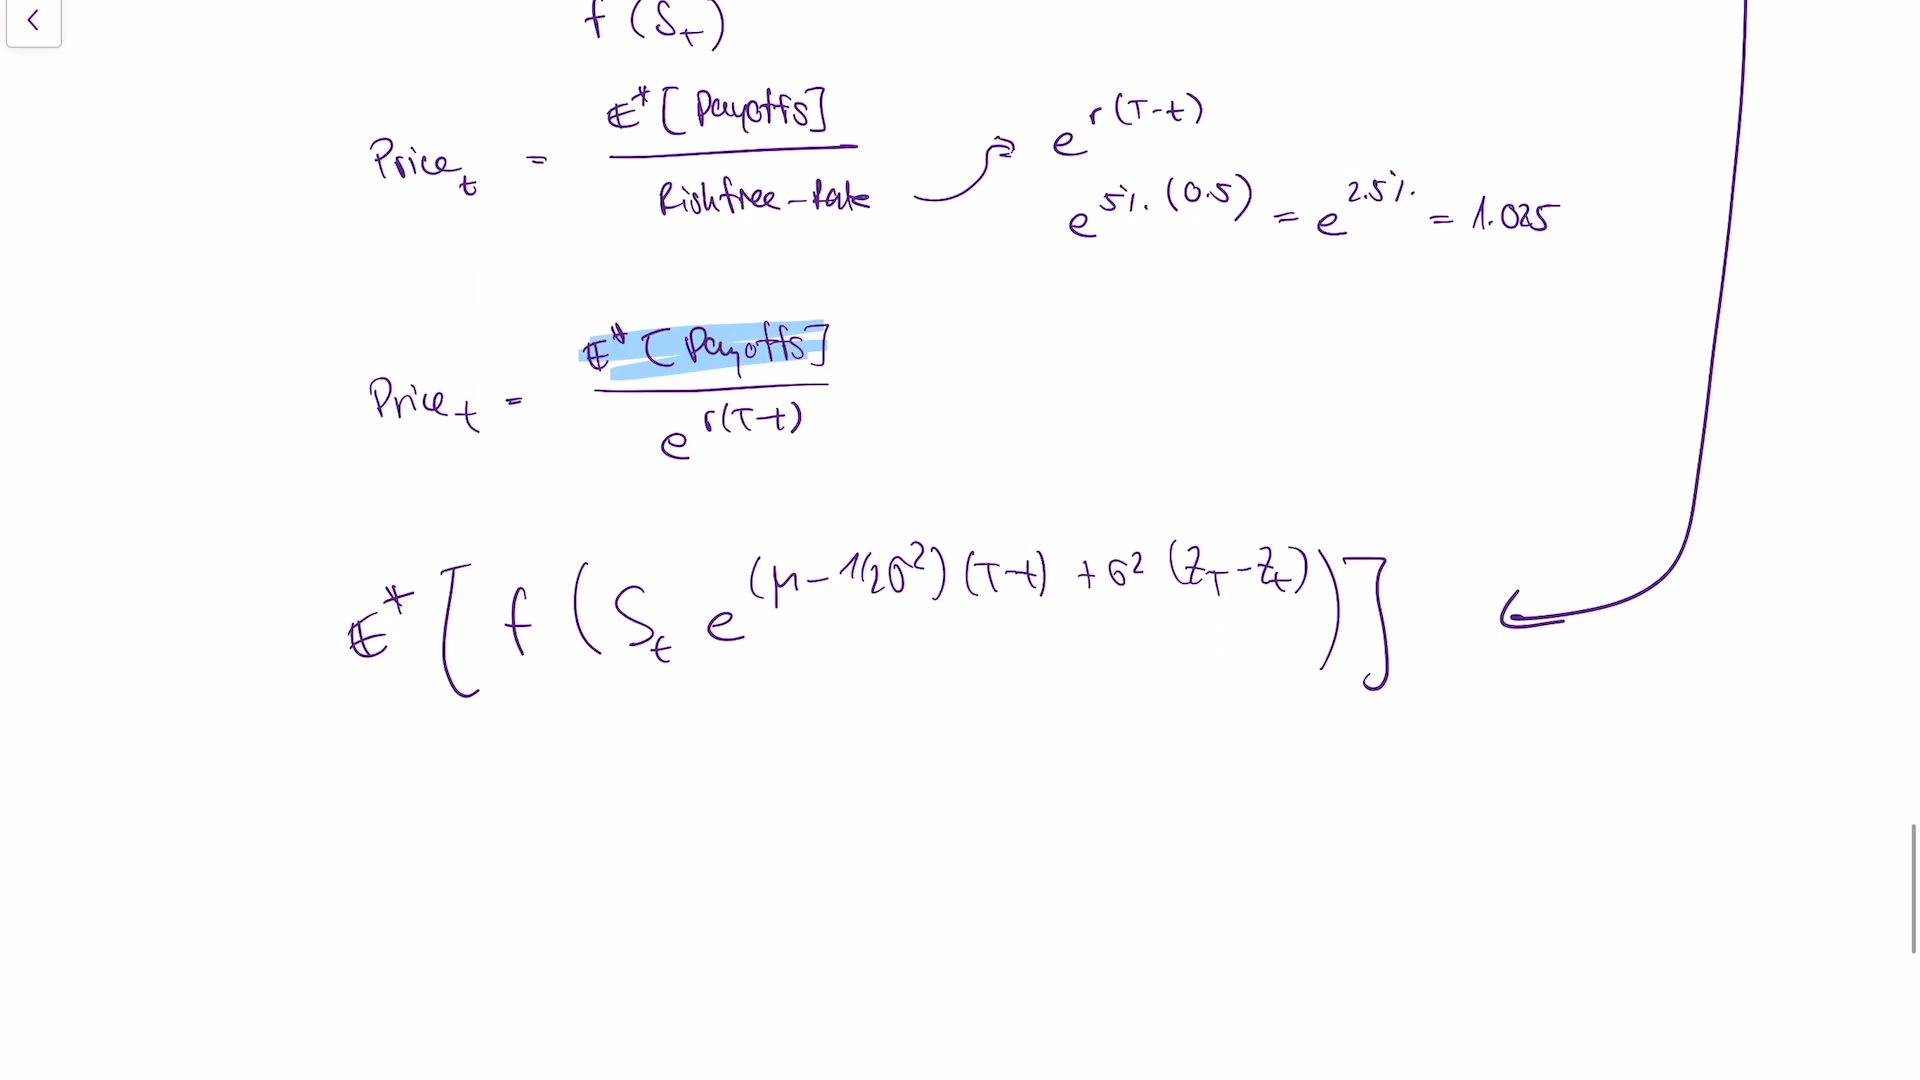 f (S_t)
Price_t = E*[Payoffs] / Riskfree-Rate → e^{r(T-t)}
e^{5%.(0.5)} = e^{2.5%.} = 1.025
Price_t = E*[Payoffs] / e^{r(T-t)}
E*[f(S_t e^{(μ-1/2σ²)(T-t) + σ²(Z_T-Z_t)})]